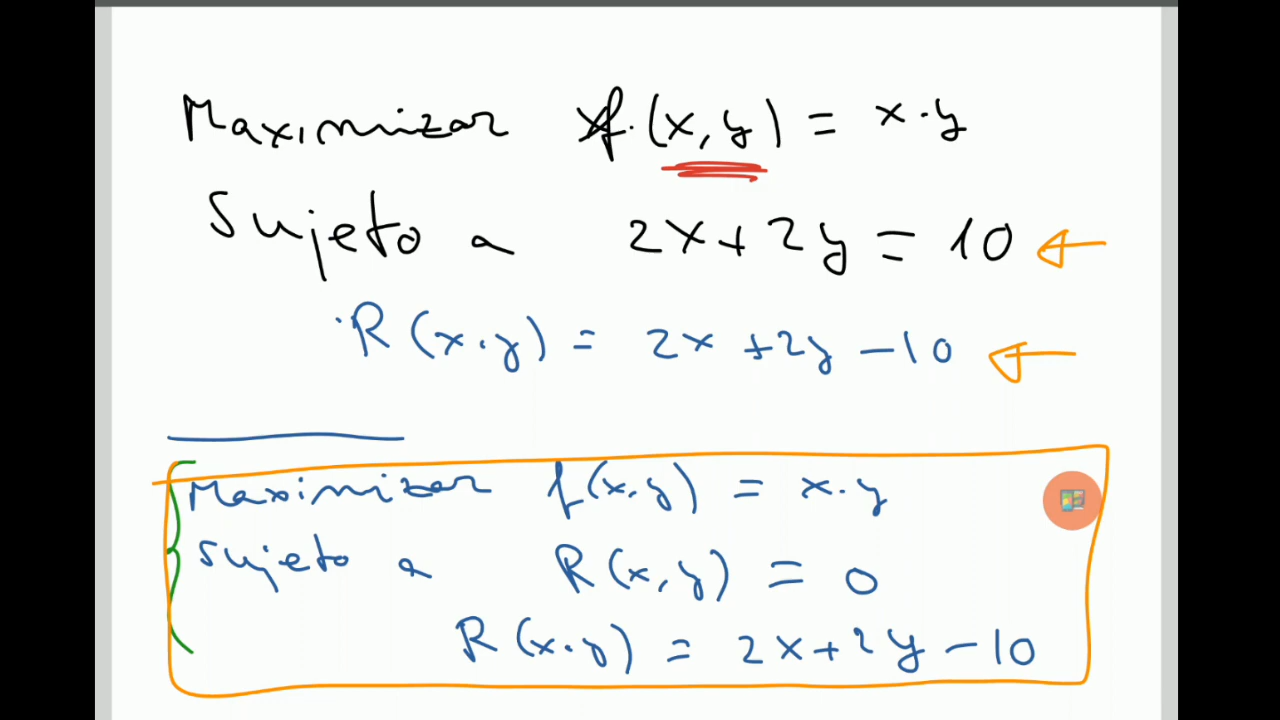 Maximizar f(x,y) = x·y
Sujeto a 2x+2y = 10
R(x·y) = 2x+2y-10
Maximizar f(x,y) = x·y
sujeto a R(x,y) = 0
R(x·y) = 2x+2y-10